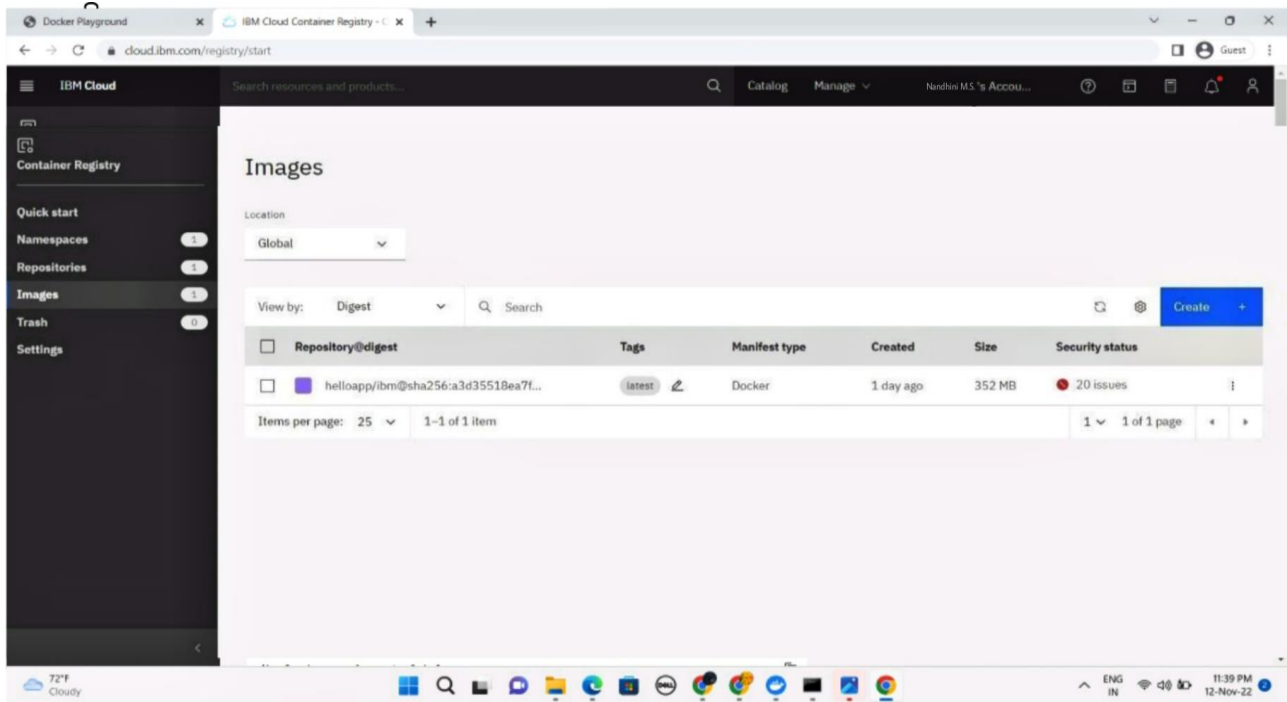 Docker Playground
IBM Cloud Container Registry - C
cloud.ibm.com/registry/start
Guest
IBM Cloud
Search resources and products...
Catalog
Manage
Nandhini M.S.'s Accou...
Container Registry
Quick start
Namespaces 1
Repositories 1
Images 1
Trash 0
Settings
Images
Location
Global
View by: Digest
Search
Create +
Repository@digest Tags Manifest type Created Size Security status
helloapp/ibm@sha256:a3d35518ea7f... latest Docker 1 day ago 352 MB 20 issues
Items per page: 25 1–1 of 1 item 1 1 of 1 page
72°F
Cloudy
DELL
ENG
IN
11:39 PM
12-Nov-22
2